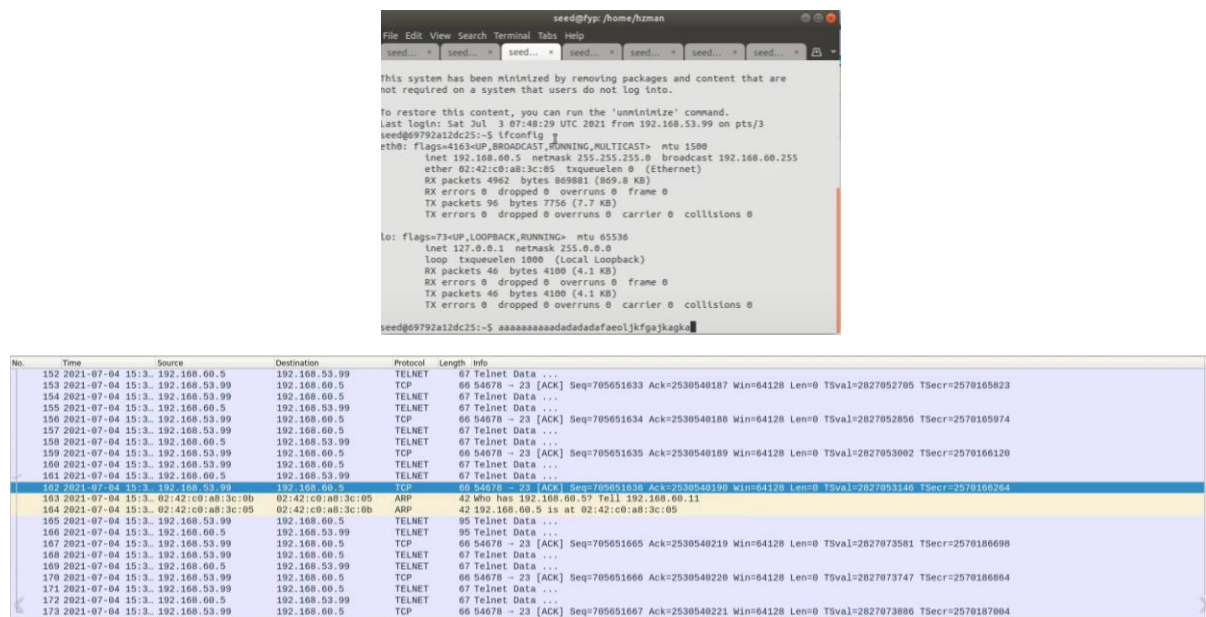 seed@fyp: /home/hzman
File Edit View Search Terminal Tabs Help
seed... × seed... × seed... × seed... × seed... × seed... × seed... ×
This system has been minimized by removing packages and content that are
not required on a system that users do not log into.
To restore this content, you can run the 'unminimize' command.
Last login: Sat Jul 3 07:48:29 UTC 2021 from 192.168.53.99 on pts/3
seed@69792a12dc25:~$ ifconfig
eth0: flags=4163<UP,BROADCAST,RUNNING,MULTICAST> mtu 1500
inet 192.168.60.5 netmask 255.255.255.0 broadcast 192.168.60.255
ether 02:42:c0:a8:3c:05 txqueuelen 0 (Ethernet)
RX packets 4962 bytes 869881 (869.8 KB)
RX errors 0 dropped 0 overruns 0 frame 0
TX packets 96 bytes 7756 (7.7 KB)
TX errors 0 dropped 0 overruns 0 carrier 0 collisions 0
lo: flags=73<UP,LOOPBACK,RUNNING> mtu 65536
inet 127.0.0.1 netmask 255.0.0.0
loop txqueuelen 1000 (Local Loopback)
RX packets 46 bytes 4100 (4.1 KB)
RX errors 0 dropped 0 overruns 0 frame 0
TX packets 46 bytes 4100 (4.1 KB)
TX errors 0 dropped 0 overruns 0 carrier 0 collisions 0
seed@69792a12dc25:~$ aaaaaaaaaadadadadafaeoljkfgajkagka
No. Time Source Destination Protocol Length Info
152 2021-07-04 15:3… 192.168.60.5 192.168.53.99 TELNET 67 Telnet Data ...
153 2021-07-04 15:3… 192.168.53.99 192.168.60.5 TCP 66 54678 → 23 [ACK] Seq=705651633 Ack=2530540187 Win=64128 Len=0 TSval=2827052705 TSecr=2570165823
154 2021-07-04 15:3… 192.168.53.99 192.168.60.5 TELNET 67 Telnet Data ...
155 2021-07-04 15:3… 192.168.60.5 192.168.53.99 TELNET 67 Telnet Data ...
156 2021-07-04 15:3… 192.168.53.99 192.168.60.5 TCP 66 54678 → 23 [ACK] Seq=705651634 Ack=2530540188 Win=64128 Len=0 TSval=2827052856 TSecr=2570165974
157 2021-07-04 15:3… 192.168.53.99 192.168.60.5 TELNET 67 Telnet Data ...
158 2021-07-04 15:3… 192.168.60.5 192.168.53.99 TELNET 67 Telnet Data ...
159 2021-07-04 15:3… 192.168.53.99 192.168.60.5 TCP 66 54678 → 23 [ACK] Seq=705651635 Ack=2530540189 Win=64128 Len=0 TSval=2827053002 TSecr=2570166120
160 2021-07-04 15:3… 192.168.53.99 192.168.60.5 TELNET 67 Telnet Data ...
161 2021-07-04 15:3… 192.168.60.5 192.168.53.99 TELNET 67 Telnet Data ...
162 2021-07-04 15:3… 192.168.53.99 192.168.60.5 TCP 66 54678 → 23 [ACK] Seq=705651636 Ack=2530540190 Win=64128 Len=0 TSval=2827053146 TSecr=2570166264
163 2021-07-04 15:3… 02:42:c0:a8:3c:0b 02:42:c0:a8:3c:05 ARP 42 Who has 192.168.60.5? Tell 192.168.60.11
164 2021-07-04 15:3… 02:42:c0:a8:3c:05 02:42:c0:a8:3c:0b ARP 42 192.168.60.5 is at 02:42:c0:a8:3c:05
165 2021-07-04 15:3… 192.168.53.99 192.168.60.5 TELNET 95 Telnet Data ...
166 2021-07-04 15:3… 192.168.60.5 192.168.53.99 TELNET 95 Telnet Data ...
167 2021-07-04 15:3… 192.168.53.99 192.168.60.5 TCP 66 54678 → 23 [ACK] Seq=705651665 Ack=2530540219 Win=64128 Len=0 TSval=2827073581 TSecr=2570186698
168 2021-07-04 15:3… 192.168.53.99 192.168.60.5 TELNET 67 Telnet Data ...
169 2021-07-04 15:3… 192.168.60.5 192.168.53.99 TELNET 67 Telnet Data ...
170 2021-07-04 15:3… 192.168.53.99 192.168.60.5 TCP 66 54678 → 23 [ACK] Seq=705651666 Ack=2530540220 Win=64128 Len=0 TSval=2827073747 TSecr=2570186864
171 2021-07-04 15:3… 192.168.53.99 192.168.60.5 TELNET 67 Telnet Data ...
172 2021-07-04 15:3… 192.168.60.5 192.168.53.99 TELNET 67 Telnet Data ...
173 2021-07-04 15:3… 192.168.53.99 192.168.60.5 TCP 66 54678 → 23 [ACK] Seq=705651667 Ack=2530540221 Win=64128 Len=0 TSval=2827073886 TSecr=2570187004